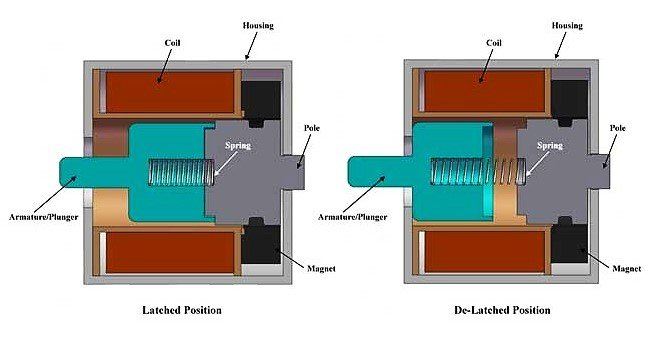 Housing
Coil
Pole
Spring
Armature/Plunger
Magnet
Latched Position
Housing
Coil
Pole
Spring
Armature/Plunger
Magnet
De-Latched Position